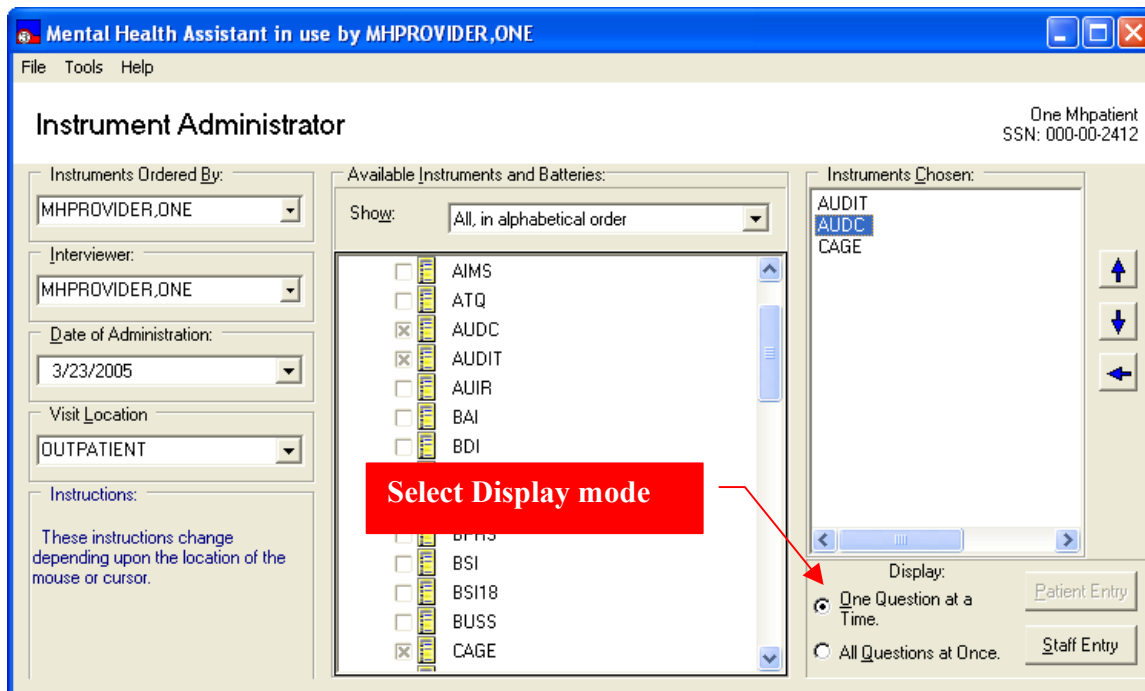 Mental Health Assistant in use by MHPROVIDER,ONE
File Tools Help
Instrument Administrator
One Mhpatient
SSN: 000-00-2412
Instruments Ordered By:
MHPROVIDER,ONE
Interviewer:
MHPROVIDER,ONE
Date of Administration:
3/23/2005
Visit Location
OUTPATIENT
Instructions:
These instructions change
depending upon the location of the
mouse or cursor.
Available Instruments and Batteries:
Show:
All, in alphabetical order
AIMS
ATQ
AUDC
AUDIT
AUIR
BAI
BDI
Select Display mode
BSI
BSI18
BUSS
CAGE
Instruments Chosen:
AUDIT
AUDC
CAGE
Display:
One Question at a
Time.
All Questions at Once.
Patient Entry
Staff Entry